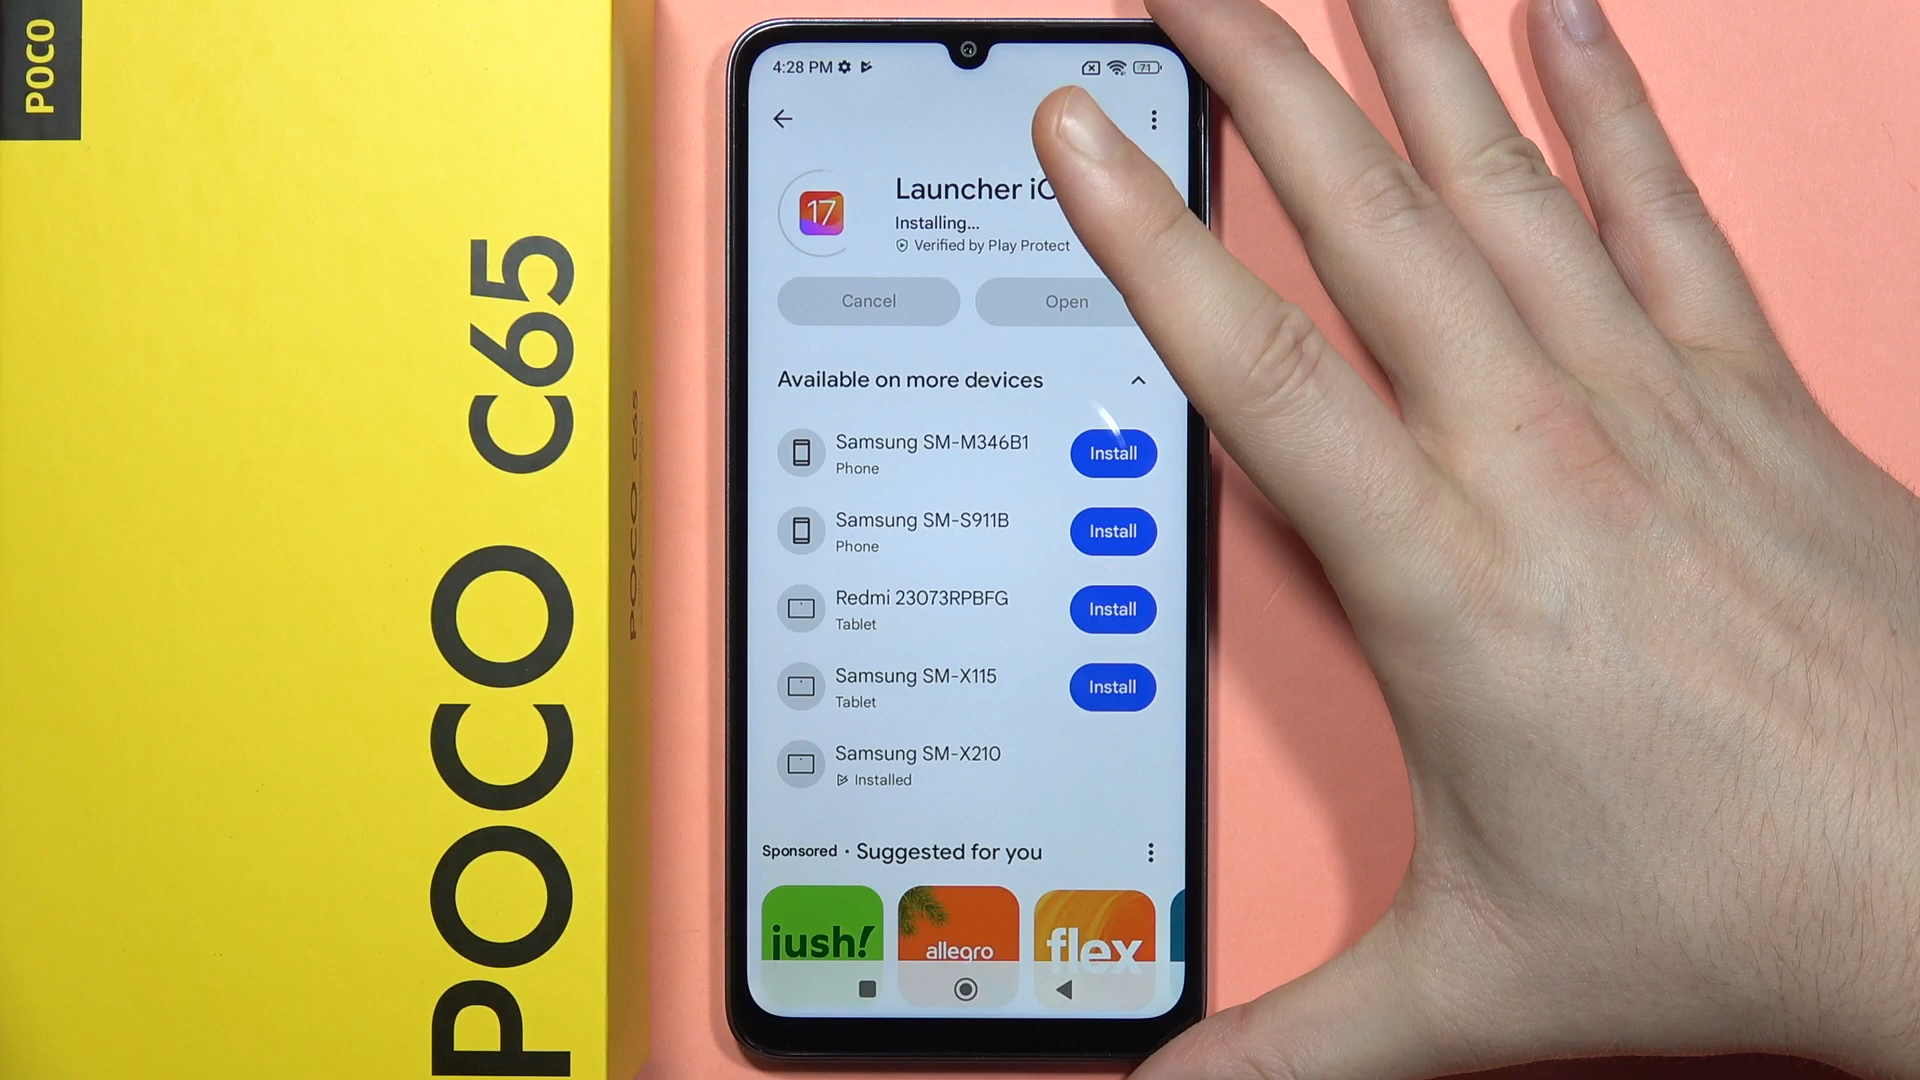 POCO
POCO C65
POCO C65
4:28 PM
71
17
Launcher iO
Installing...
Verified by Play Protect
Cancel
Open
Available on more devices
Samsung SM-M346B1
Phone
Install
Samsung SM-S911B
Phone
Install
Redmi 23073RPBFG
Tablet
Install
Samsung SM-X115
Tablet
Install
Samsung SM-X210
Installed
Sponsored • Suggested for you
jush!
allegro
flex